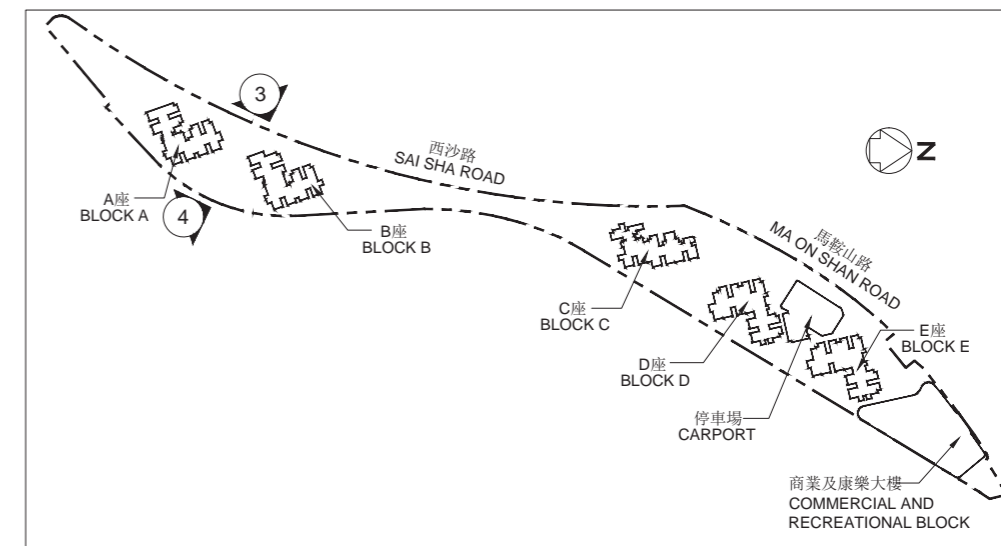 3
西沙路
SAI SHA ROAD
N
A座
BLOCK A
4
B座
BLOCK B
馬鞍山路
MA ON SHAN ROAD
C座
BLOCK C
E座
BLOCK E
D座
BLOCK D
停車場
CARPORT
商業及康樂大樓
COMMERCIAL AND
RECREATIONAL BLOCK